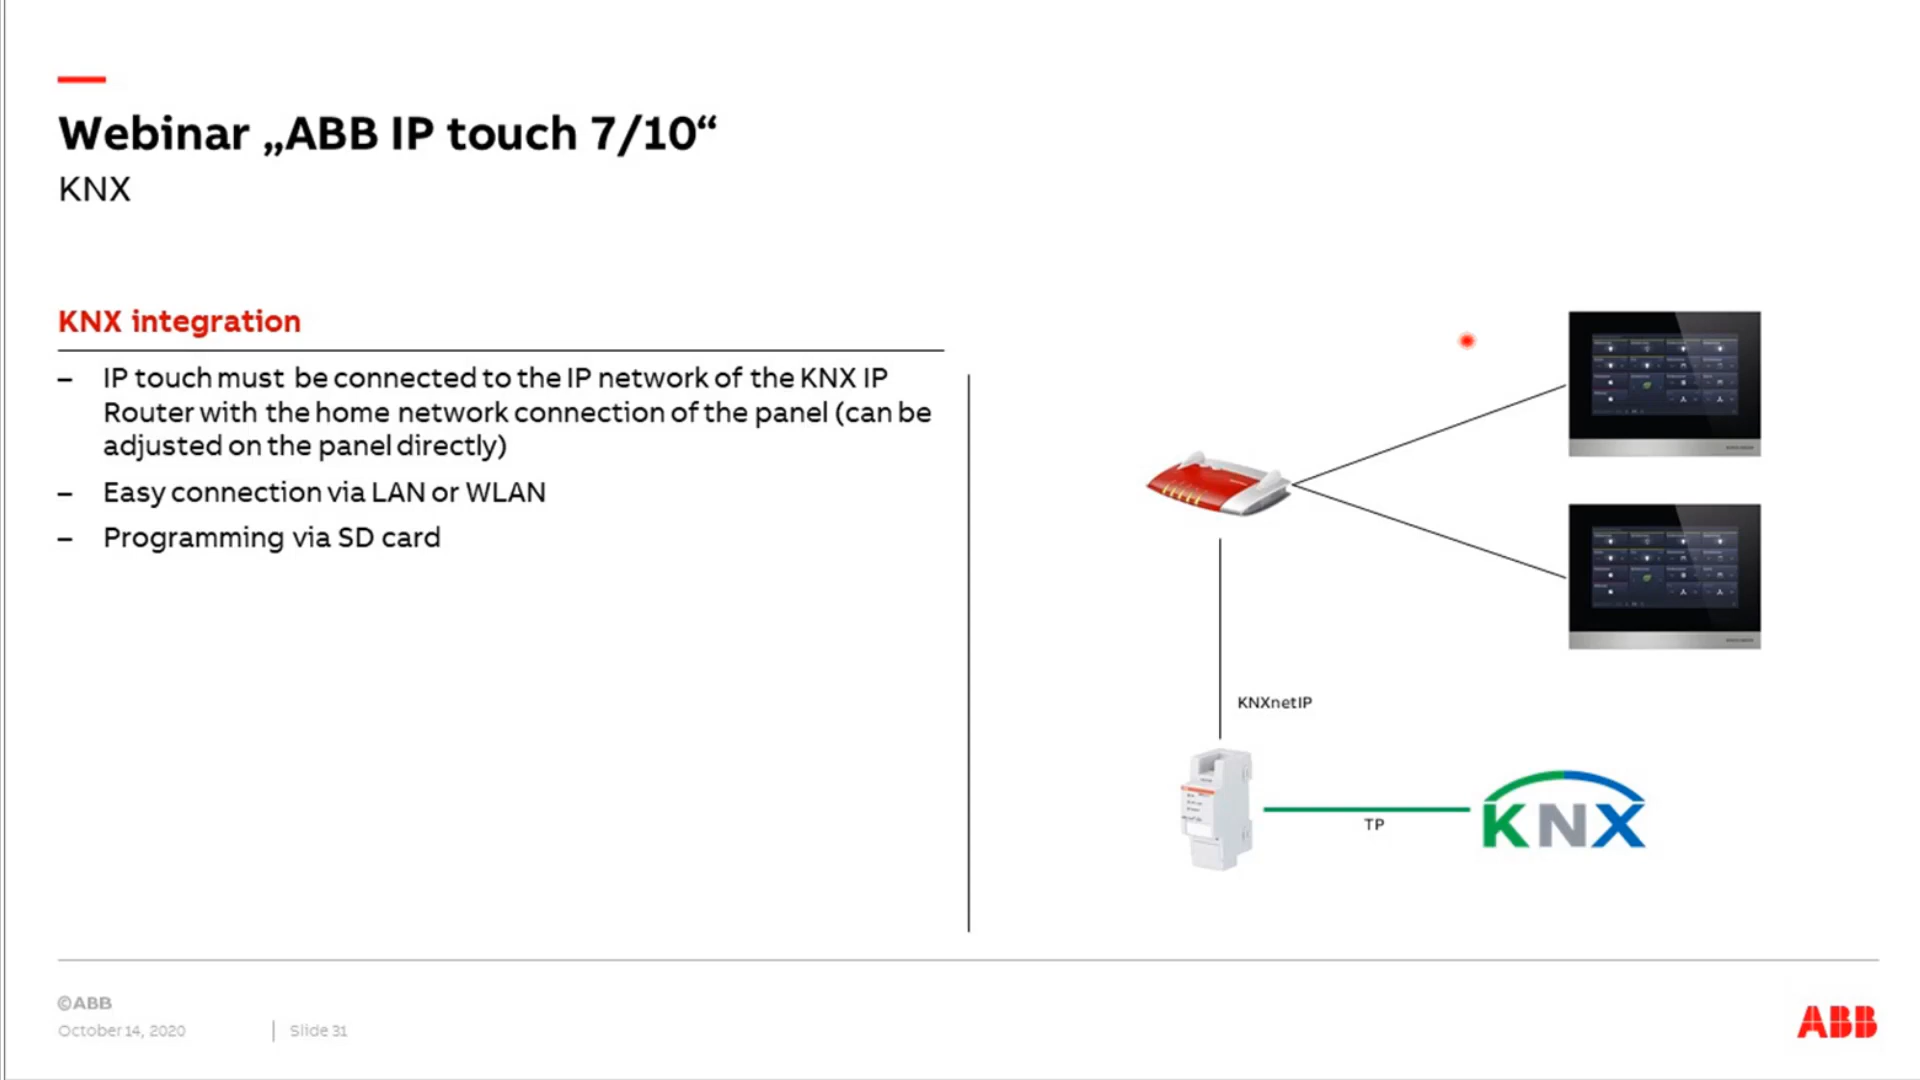 Webinar „ABB IP touch 7/10“
KNX
KNX integration
– IP touch must be connected to the IP network of the KNX IP
Router with the home network connection of the panel (can be
adjusted on the panel directly)
– Easy connection via LAN or WLAN
– Programming via SD card
KNXnetIP
TP
KNX
©ABB
October 14, 2020 | Slide 31
ABB